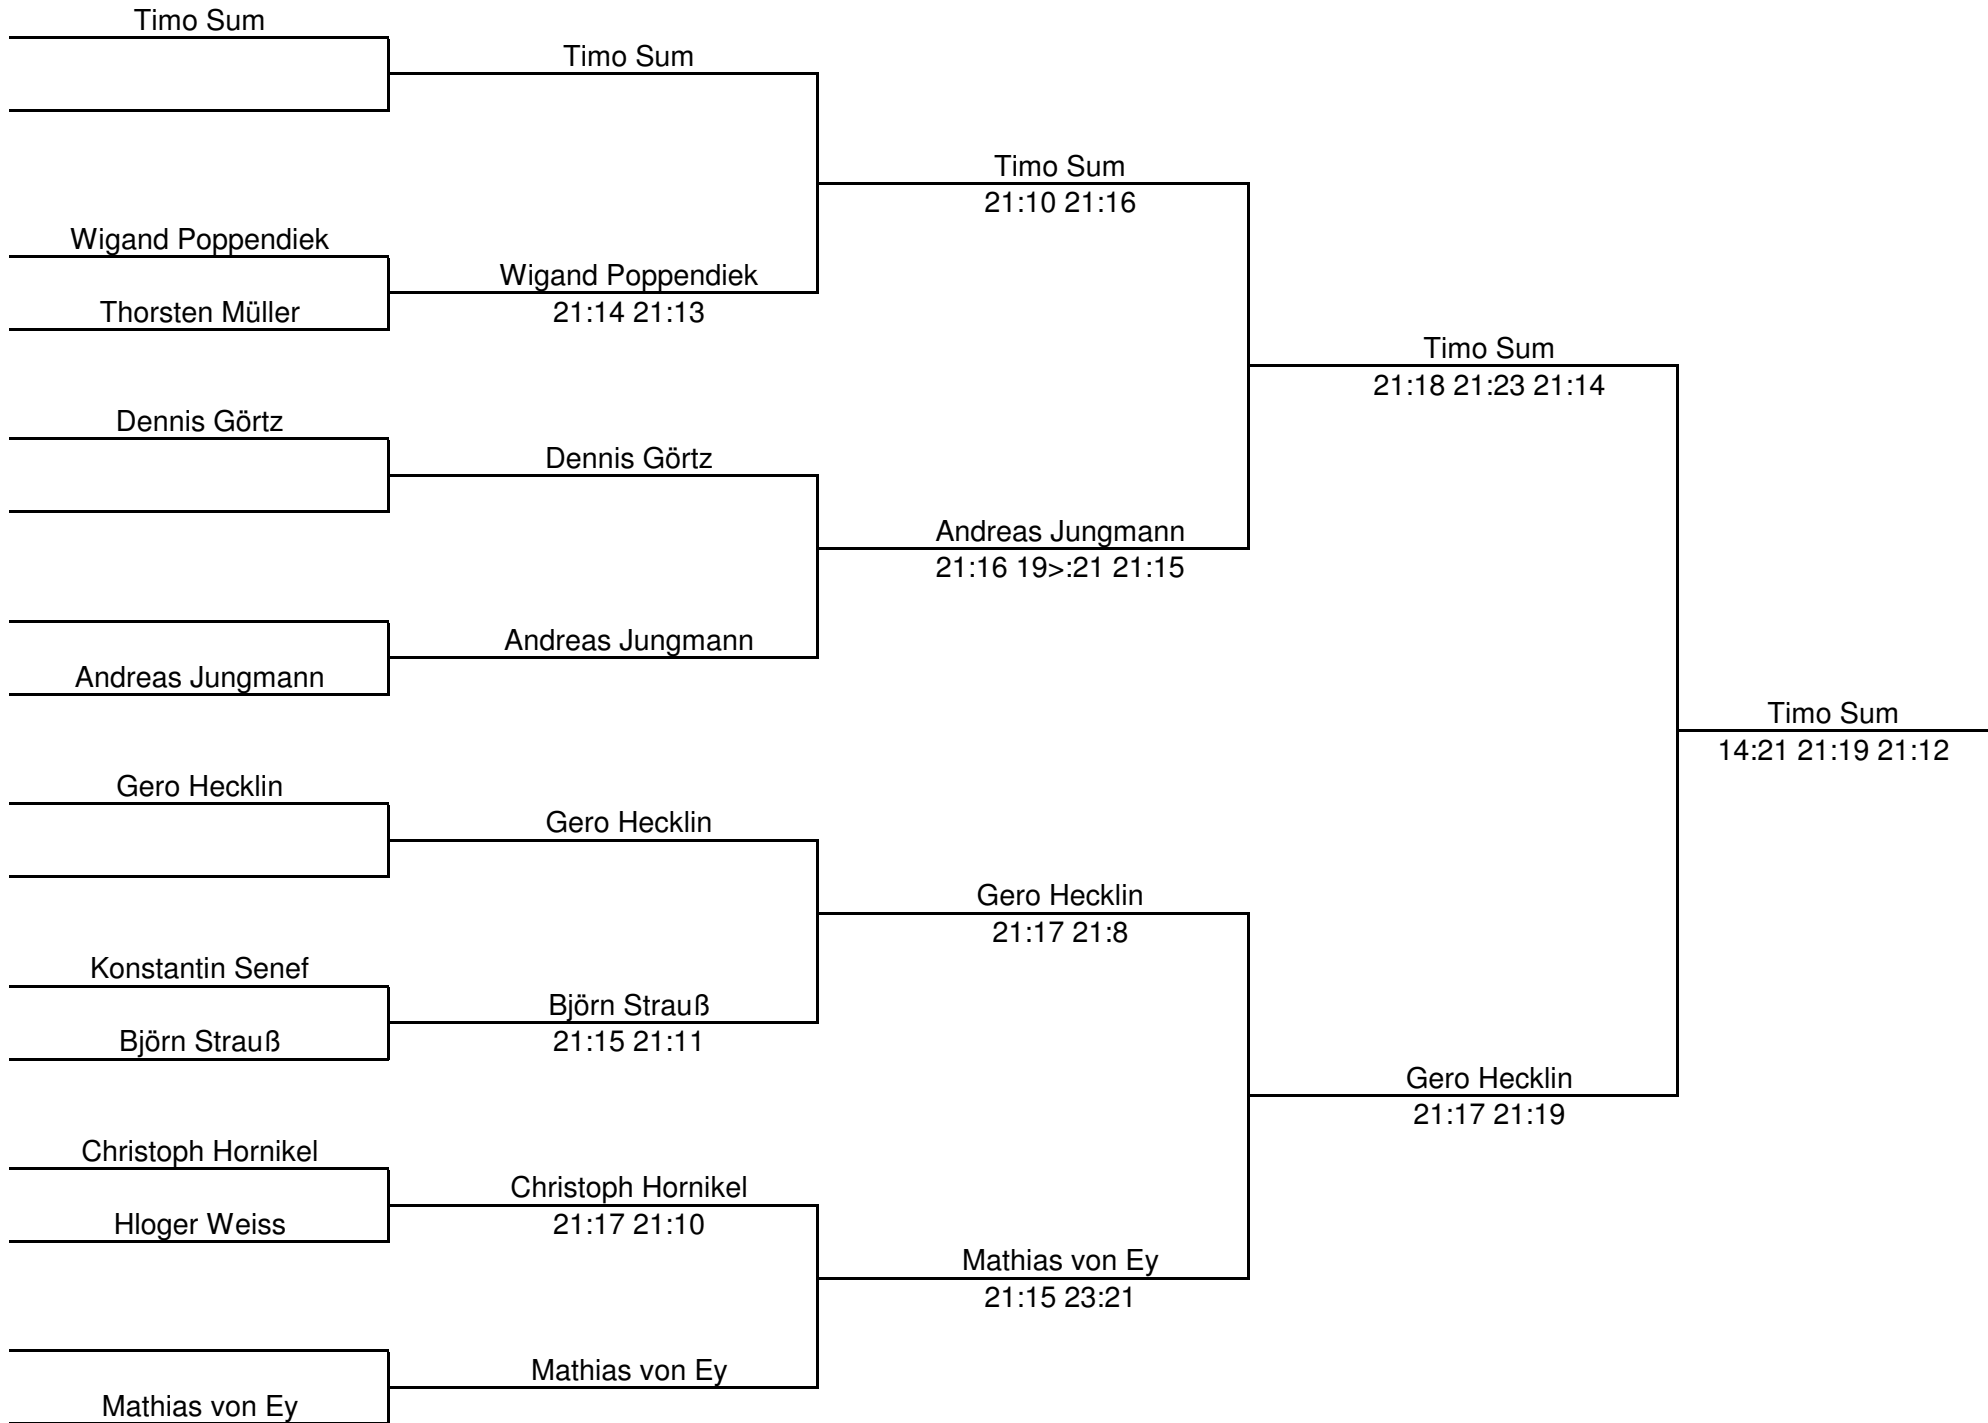 Timo Sum
Timo Sum
Timo Sum
21:10 21:16
Wigand Poppendiek
Wigand Poppendiek
Thorsten Müller
21:14 21:13
Timo Sum
21:18 21:23 21:14
Dennis Görtz
Dennis Görtz
Andreas Jungmann
21:16 19>:21 21:15
Andreas Jungmann
Andreas Jungmann
Timo Sum
14:21 21:19 21:12
Gero Hecklin
Gero Hecklin
Gero Hecklin
21:17 21:8
Konstantin Senef
Björn Strauß
Björn Strauß
21:15 21:11
Gero Hecklin
21:17 21:19
Christoph Hornikel
Christoph Hornikel
Hloger Weiss
21:17 21:10
Mathias von Ey
21:15 23:21
Mathias von Ey
Mathias von Ey